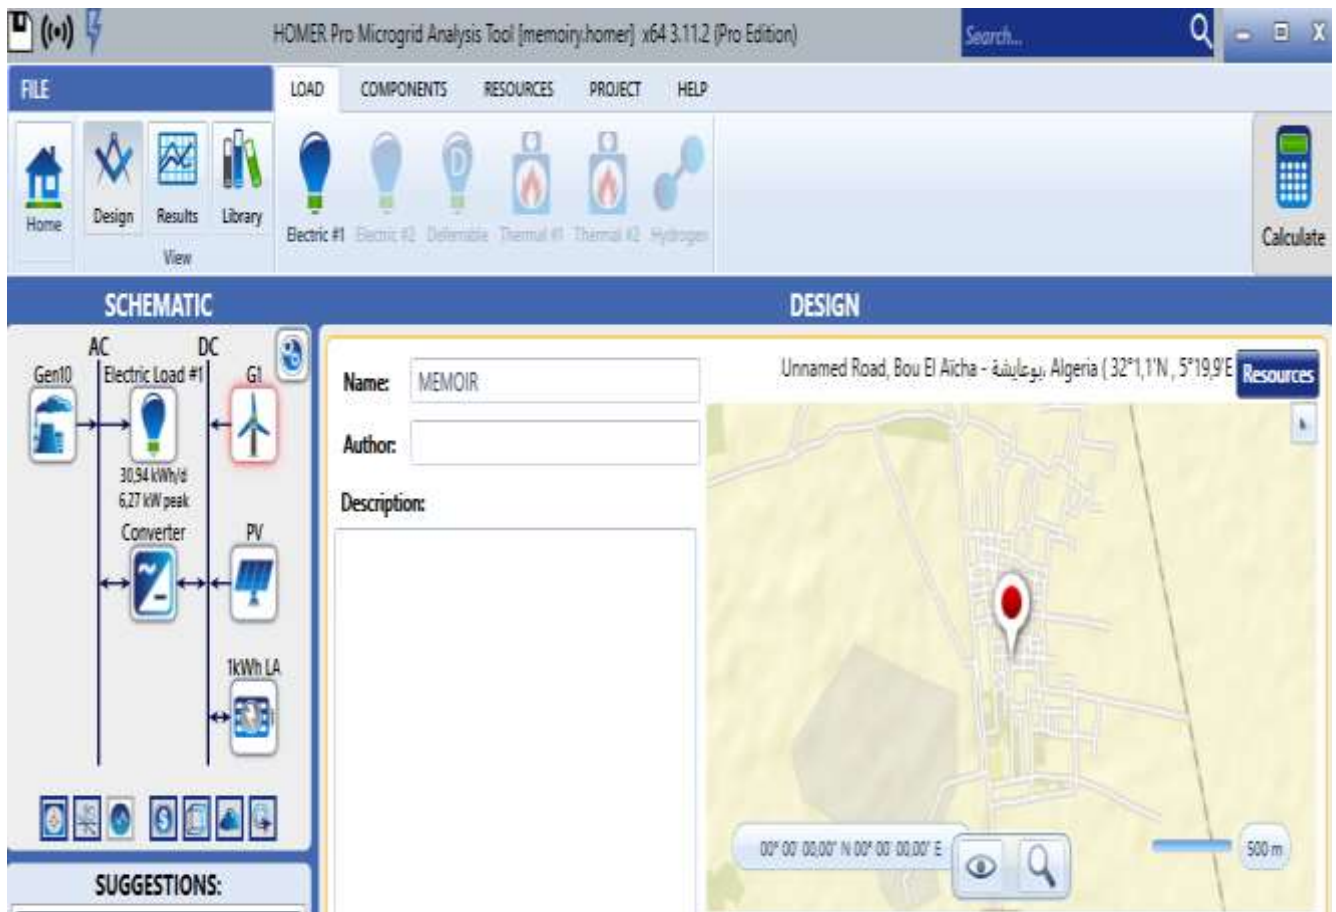 HOMER Pro Microgrid Analysis Tool [memoiry.homer] x64 3.11.2 (Pro Edition)
Search...
FILE
LOAD COMPONENTS RESOURCES PROJECT HELP
Home
Design
Results
Library
View
Electric #1
Electric #2
Deferrable
Thermal #1
Thermal #2
Hydrogen
Calculate
SCHEMATIC
DESIGN
AC DC
Gen10
Electric Load #1
G1
30,94 kWh/d
6,27 kW peak
Converter
PV
1kWh LA
SUGGESTIONS:
Name: MEMOIR
Author:
Description:
Unnamed Road, Bou El Aicha - بوعايشة, Algeria ( 32°1,1'N , 5°19,9'E
Resources
00° 00' 00,00" N 00° 00' 00,00" E
500 m